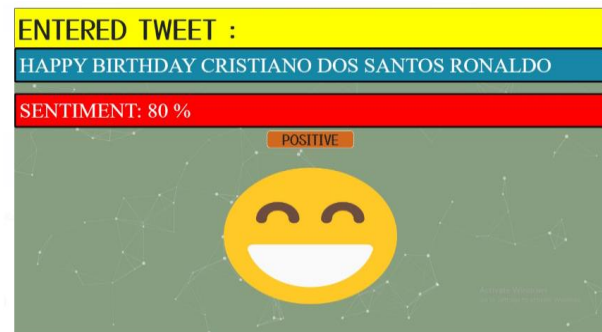 ENTERED TWEET :
HAPPY BIRTHDAY CRISTIANO DOS SANTOS RONALDO
SENTIMENT: 80 %
POSITIVE